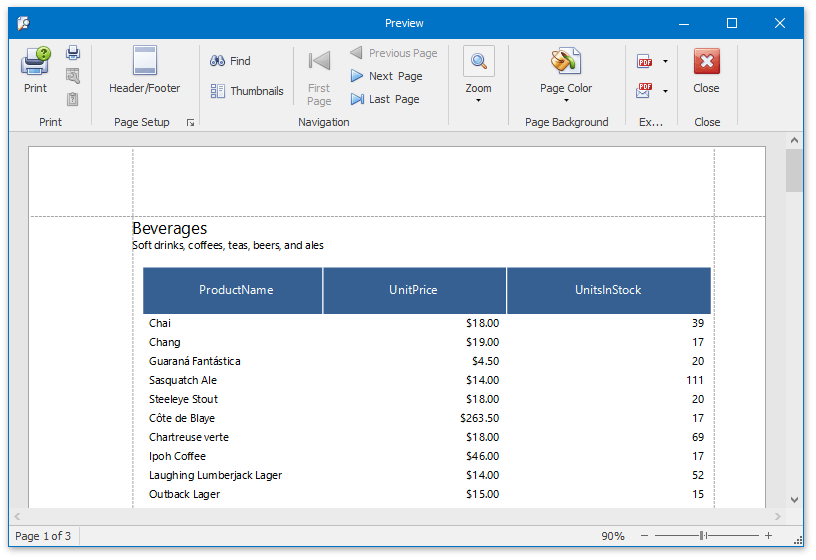 Preview
Print
Header/Footer
Find
Thumbnails
First
Page
Previous Page
Next Page
Last Page
Zoom
Page Color
PDF
PDF
Close
Print
Page Setup
Navigation
Page Background
Ex...
Close
Beverages
Soft drinks, coffees, teas, beers, and ales
ProductName UnitPrice UnitsInStock
Chai $18.00 39
Chang $19.00 17
Guaraná Fantástica $4.50 20
Sasquatch Ale $14.00 111
Steeleye Stout $18.00 20
Côte de Blaye $263.50 17
Chartreuse verte $18.00 69
Ipoh Coffee $46.00 17
Laughing Lumberjack Lager $14.00 52
Outback Lager $15.00 15
Page 1 of 3 90%